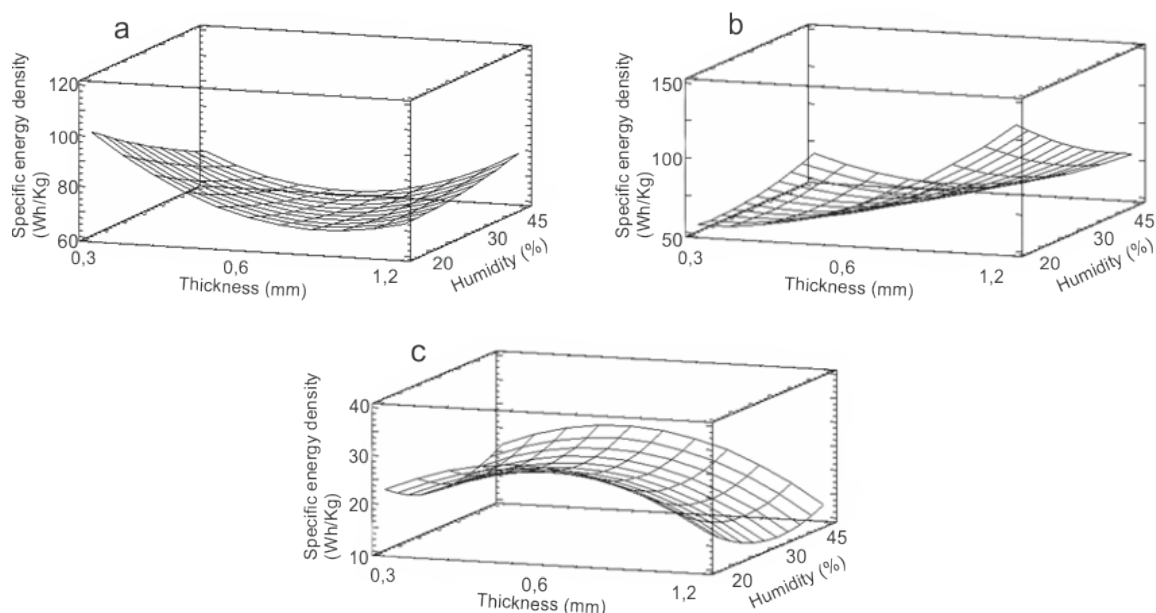 a
Specific energy density
(Wh/Kg)
120
100
80
60
0,3
0,6
1,2
Thickness (mm)
20
30
45
Humidity (%)
b
Specific energy density
(Wh/Kg)
150
100
50
0,3
0,6
1,2
Thickness (mm)
20
30
45
Humidity (%)
c
Specific energy density
(Wh/Kg)
40
30
20
10
0,3
0,6
1,2
Thickness (mm)
20
30
45
Humidity (%)